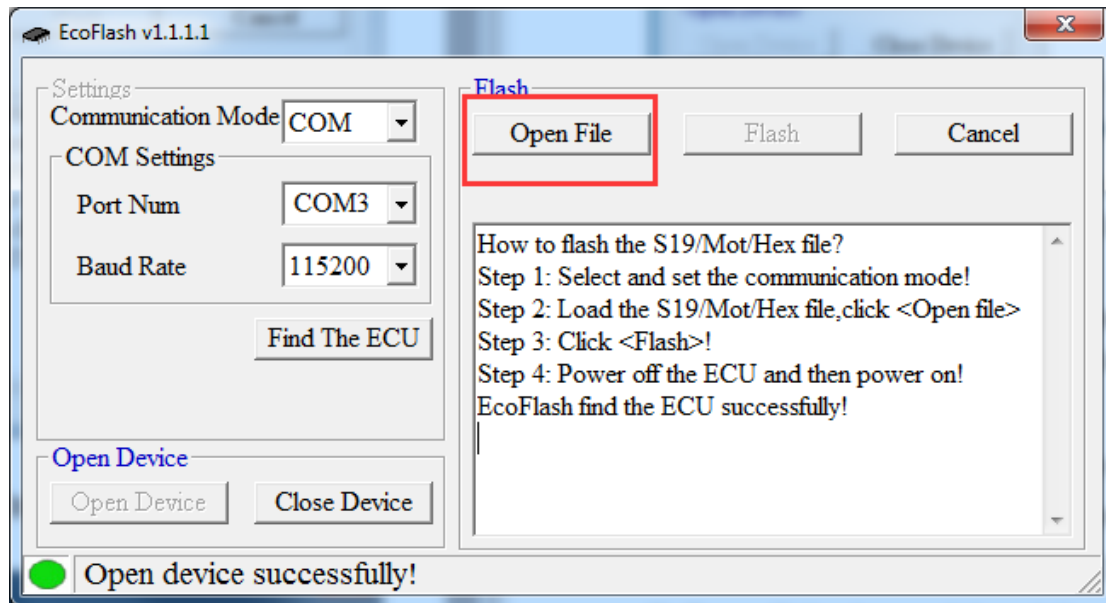 EcoFlash v1.1.1.1
Settings
Communication Mode COM
COM Settings
Port Num COM3
Baud Rate 115200
Find The ECU
Open Device
Open Device Close Device
Flash
Open File Flash Cancel
How to flash the S19/Mot/Hex file?
Step 1: Select and set the communication mode!
Step 2: Load the S19/Mot/Hex file,click <Open file>
Step 3: Click <Flash>!
Step 4: Power off the ECU and then power on!
EcoFlash find the ECU successfully!
Open device successfully!